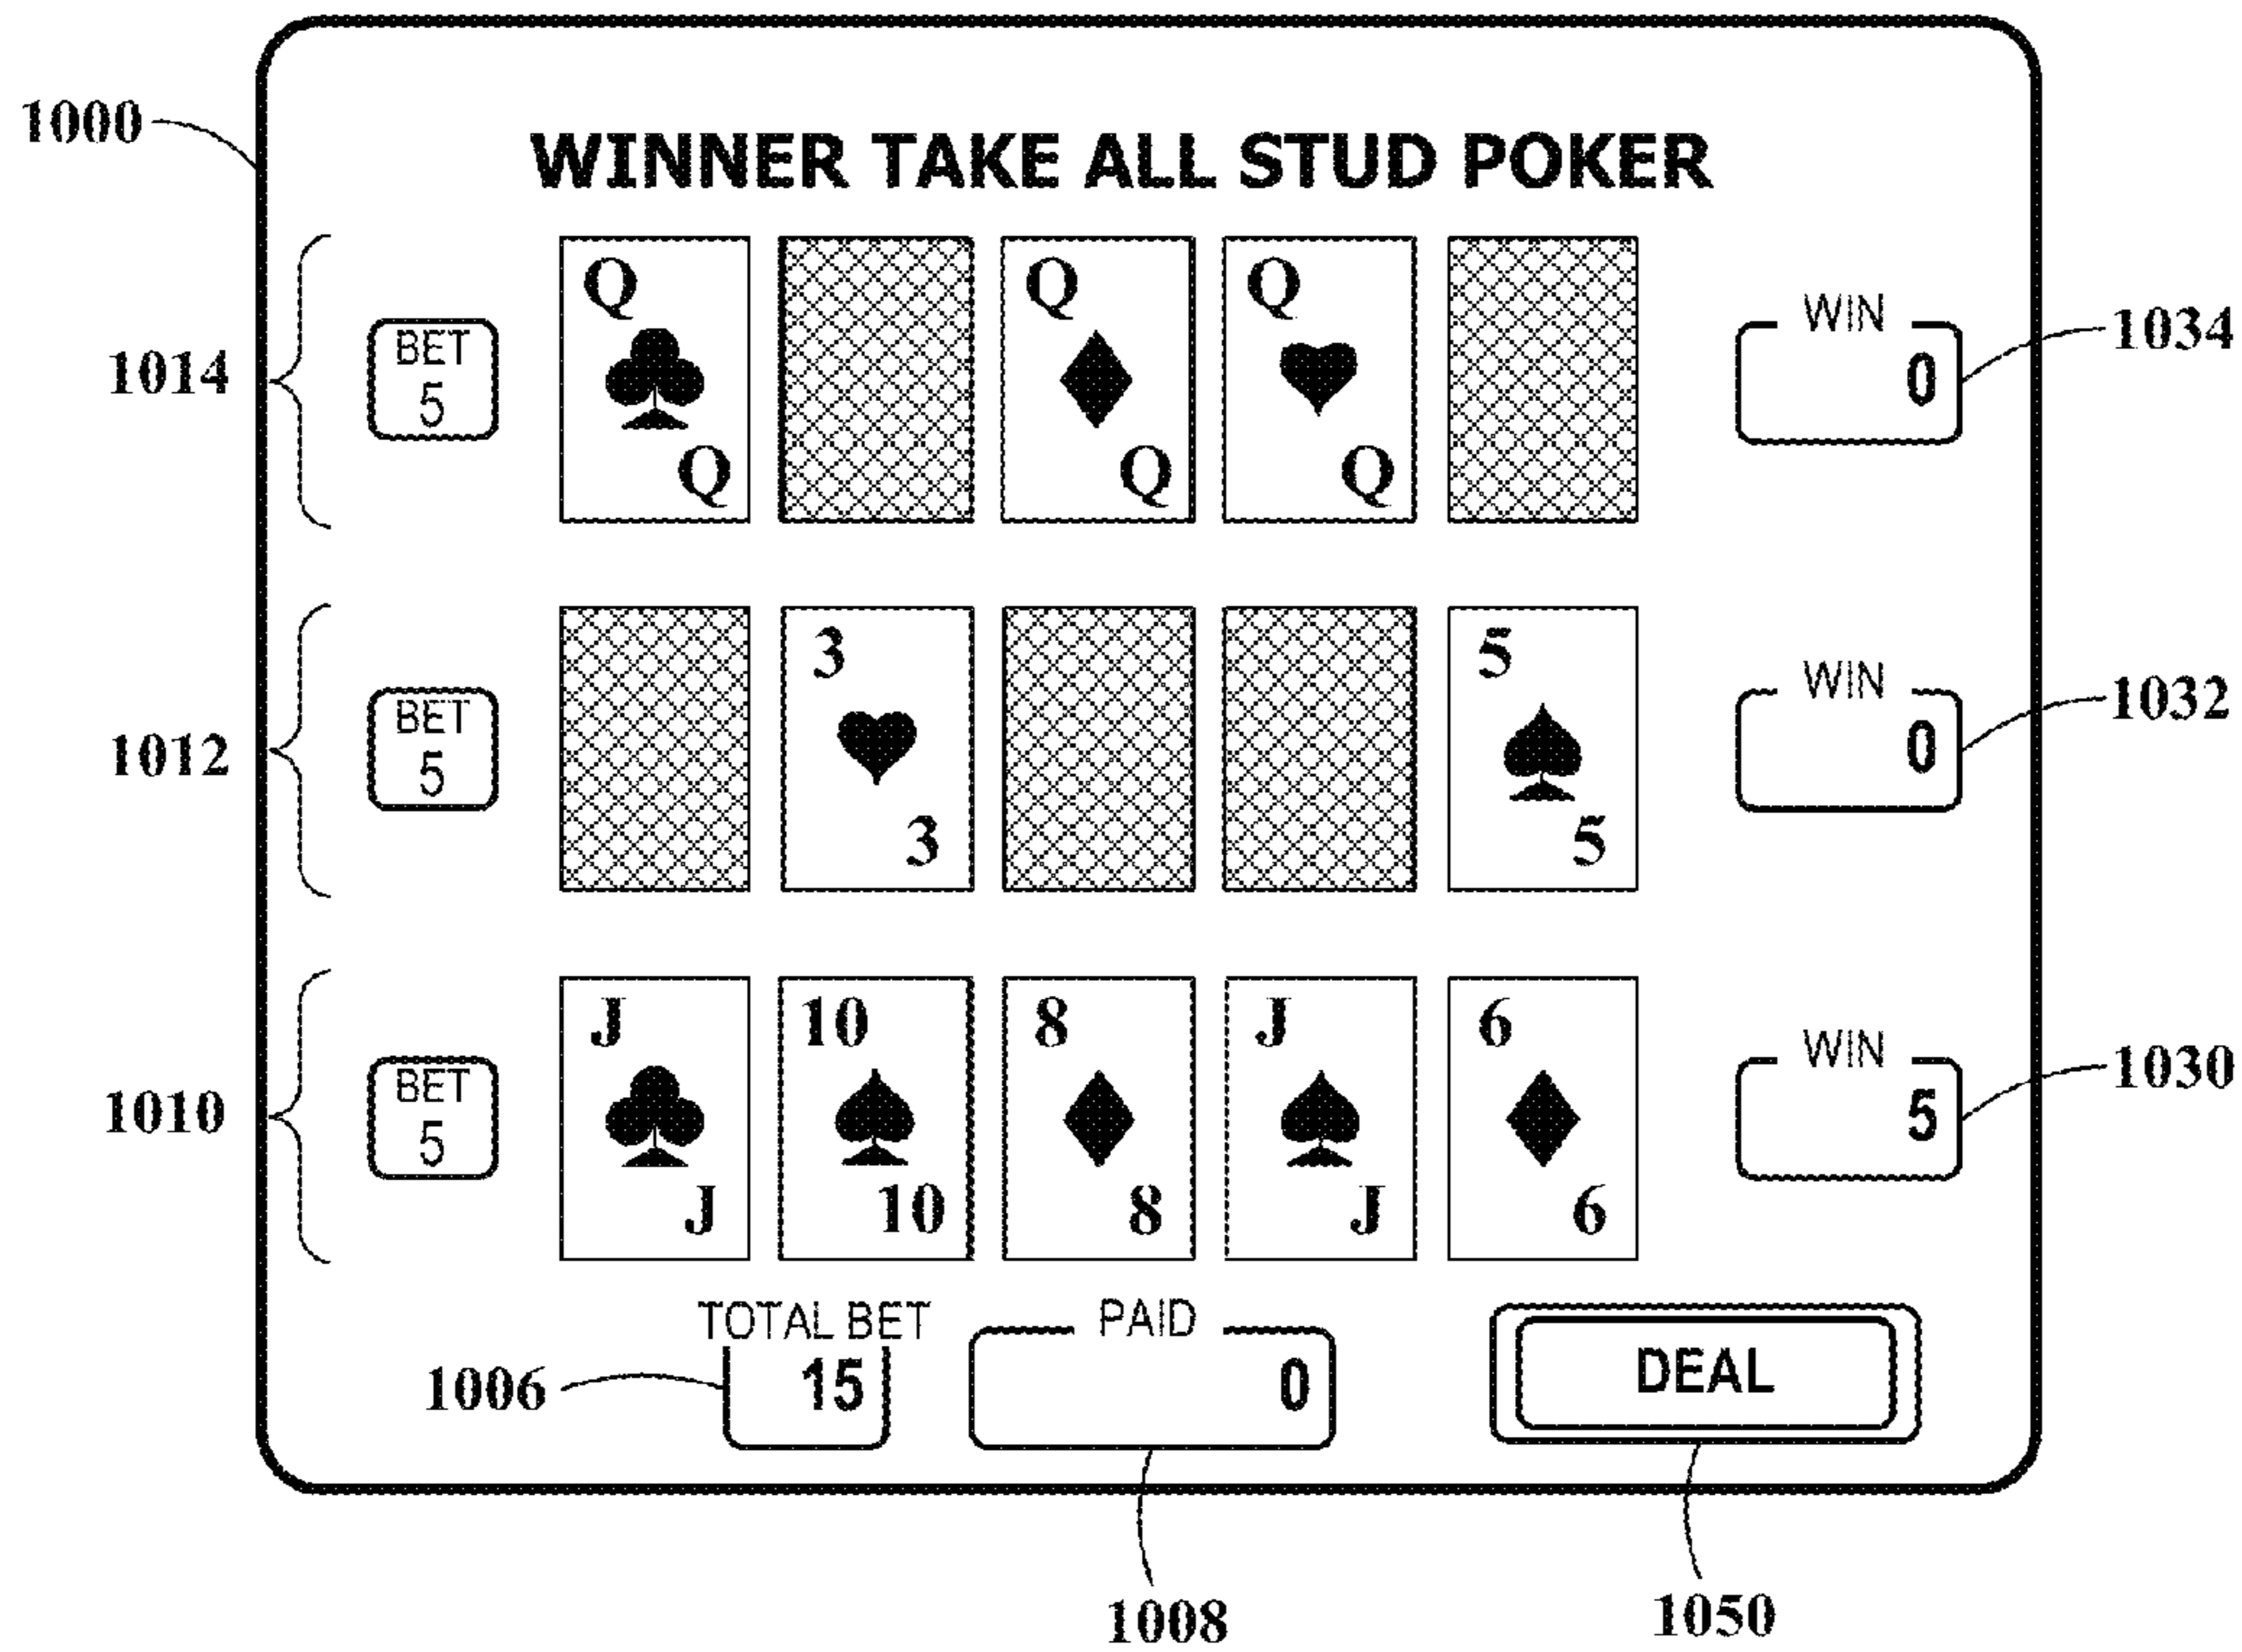 1000
WINNER TAKE ALL STUD POKER
1014
BET
5
Q
Q
Q
Q
Q
Q
WIN
0
1034
1012
BET
5
3
3
5
5
WIN
0
1032
1010
BET
5
J
10
8
J
6
J
10
8
J
6
WIN
5
1030
TOTAL BET
15
1006
PAID
0
DEAL
1008
1050